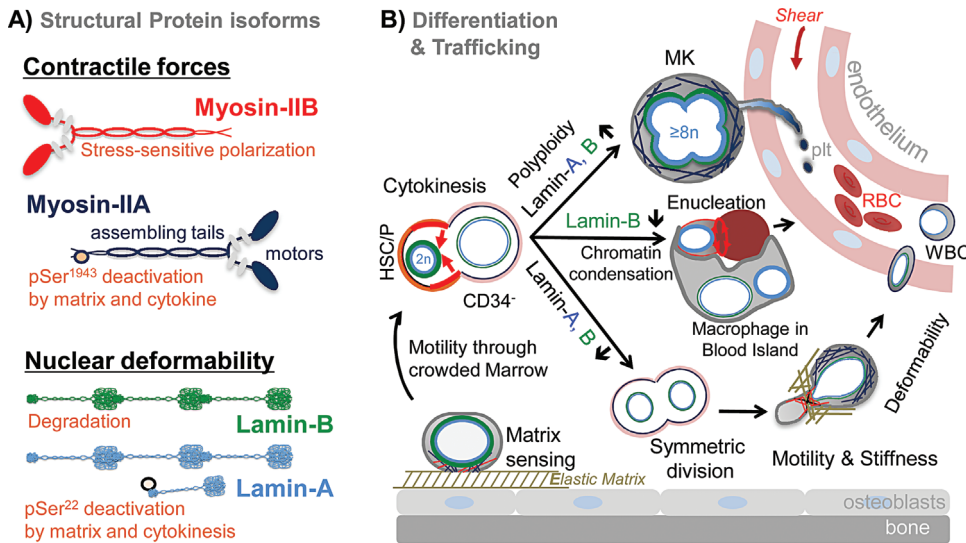 A) Structural Protein isoforms
Contractile forces
Myosin-IIB
Stress-sensitive polarization
Myosin-IIA
assembling tails
motors
pSer1943 deactivation
by matrix and cytokine
Nuclear deformability
Degradation
Lamin-B
Lamin-A
pSer22 deactivation
by matrix and cytokinesis
B) Differentiation
& Trafficking
Shear
MK
endothelium
≥8n
plt
Polyploidy
Lamin-A, B
Cytokinesis
Lamin-B
Enucleation
RBC
HSC/P
2n
Chromatin
condensation
WBC
CD34-
Lamin-A, B
Macrophage in
Blood Island
Motility through
crowded Marrow
Deformability
Matrix
sensing
Symmetric
division
Motility & Stiffness
Elastic Matrix
osteoblasts
bone